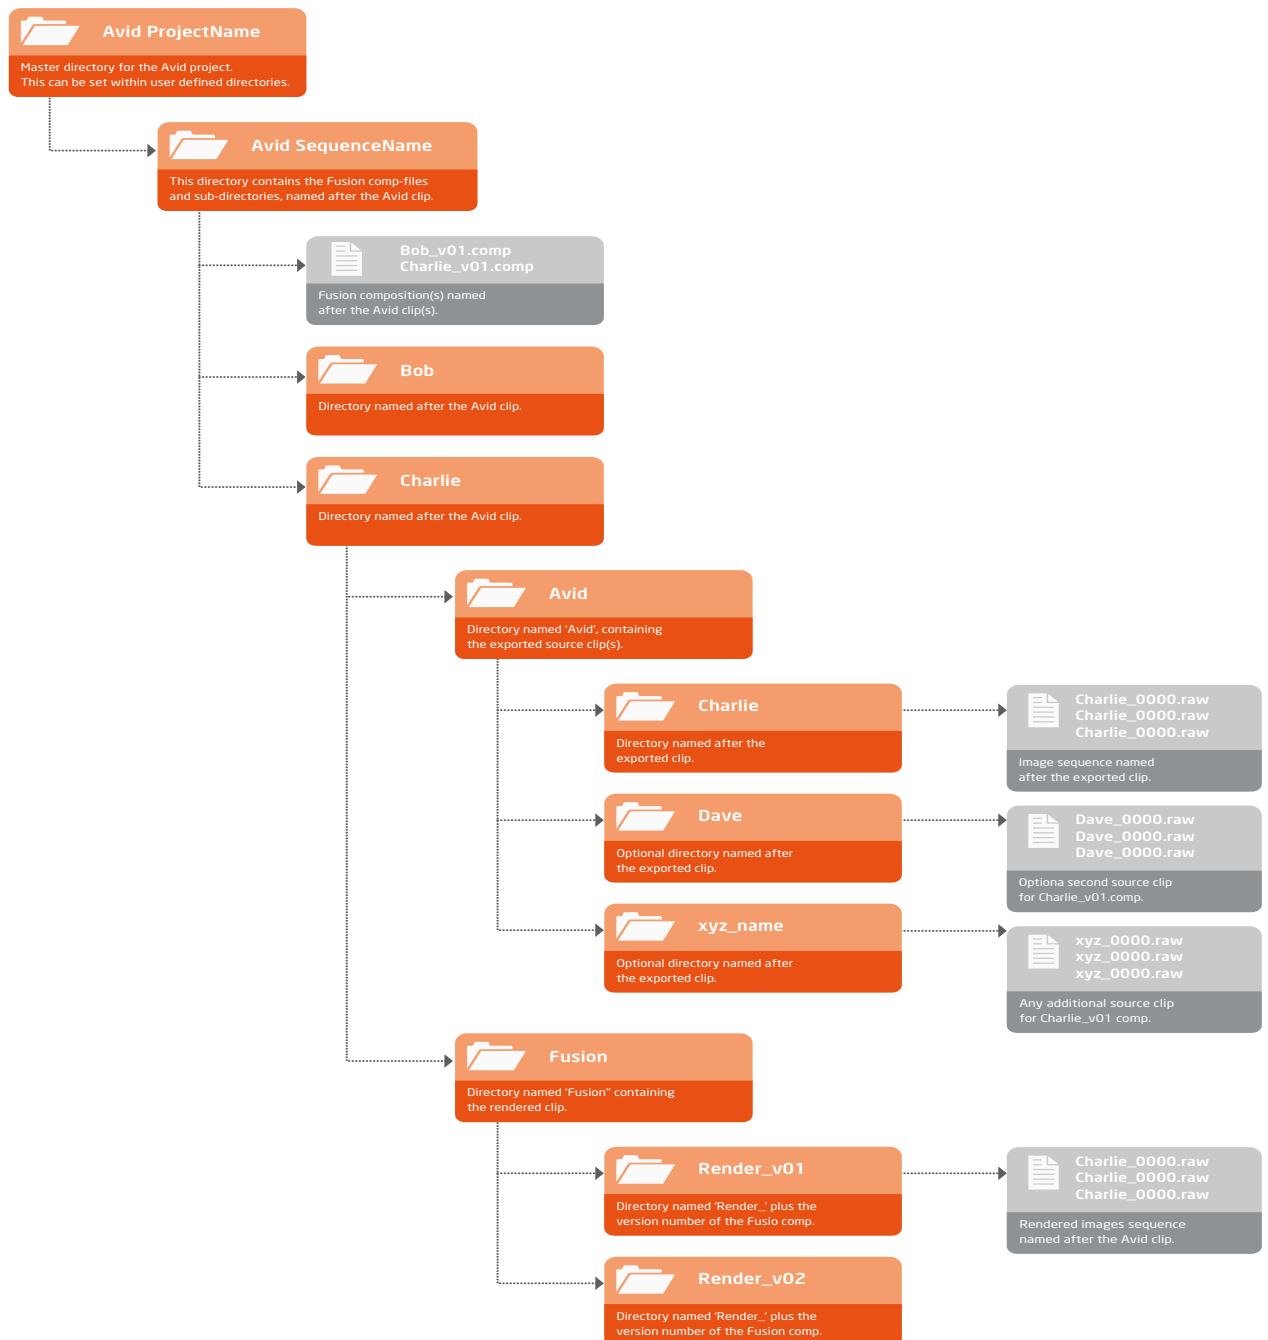 Avid ProjectName
Master directory for the Avid project.
This can be set within user defined directories.
Avid SequenceName
This directory contains the Fusion comp-files
and sub-directories, named after the Avid clip.
Bob_v01.comp
Charlie_v01.comp
Fusion composition(s) named
after the Avid clip(s).
Bob
Directory named after the Avid clip.
Charlie
Directory named after the Avid clip.
Avid
Directory named ‘Avid’, containing
the exported source clip(s).
Charlie
Directory named after the
exported clip.
Charlie_0000.raw
Charlie_0000.raw
Charlie_0000.raw
Image sequence named
after the exported clip.
Dave
Optional directory named after
the exported clip.
Dave_0000.raw
Dave_0000.raw
Dave_0000.raw
Optiona second source clip
for Charlie_v01.comp.
xyz_name
Optional directory named after
the exported clip.
xyz_0000.raw
xyz_0000.raw
xyz_0000.raw
Any additional source clip
for Charlie_v01 comp.
Fusion
Directory named ‘Fusion” containing
the rendered clip.
Render_v01
Directory named ‘Render_’ plus the
version number of the Fusio comp.
Charlie_0000.raw
Charlie_0000.raw
Charlie_0000.raw
Rendered images sequence
named after the Avid clip.
Render_v02
Directory named ‘Render_’ plus the
version number of the Fusion comp.